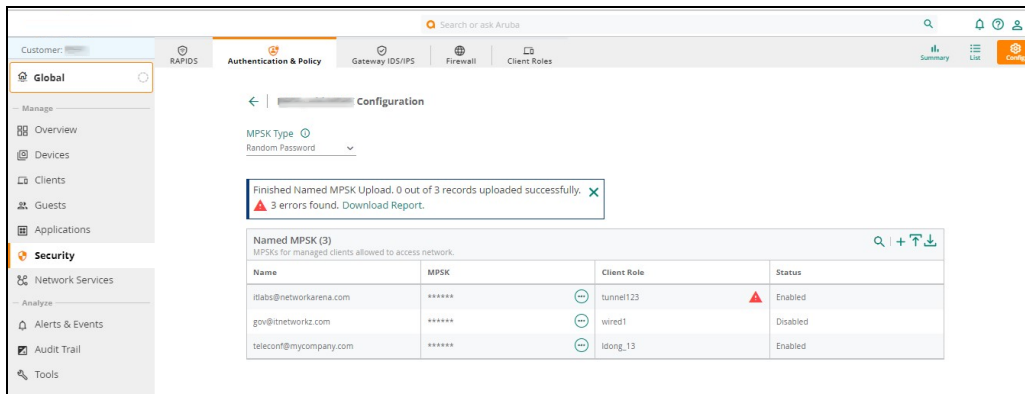 Search or ask Aruba
Customer:
RAPIDS
Authentication & Policy
Gateway IDS/IPS
Firewall
Client Roles
Summary
List
Config
Global
Manage
Overview
Devices
Clients
Guests
Applications
Security
Network Services
Analyze
Alerts & Events
Audit Trail
Tools
Configuration
MPSK Type
Random Password
Finished Named MPSK Upload. 0 out of 3 records uploaded successfully.
3 errors found. Download Report.
Named MPSK (3)
MPSKs for managed clients allowed to access network.
Name MPSK Client Role Status
itlabs@networkarena.com ****** tunnel123 Enabled
gov@itnetworkz.com ****** wired1 Disabled
teleconf@mycompany.com ****** ldong_13 Enabled